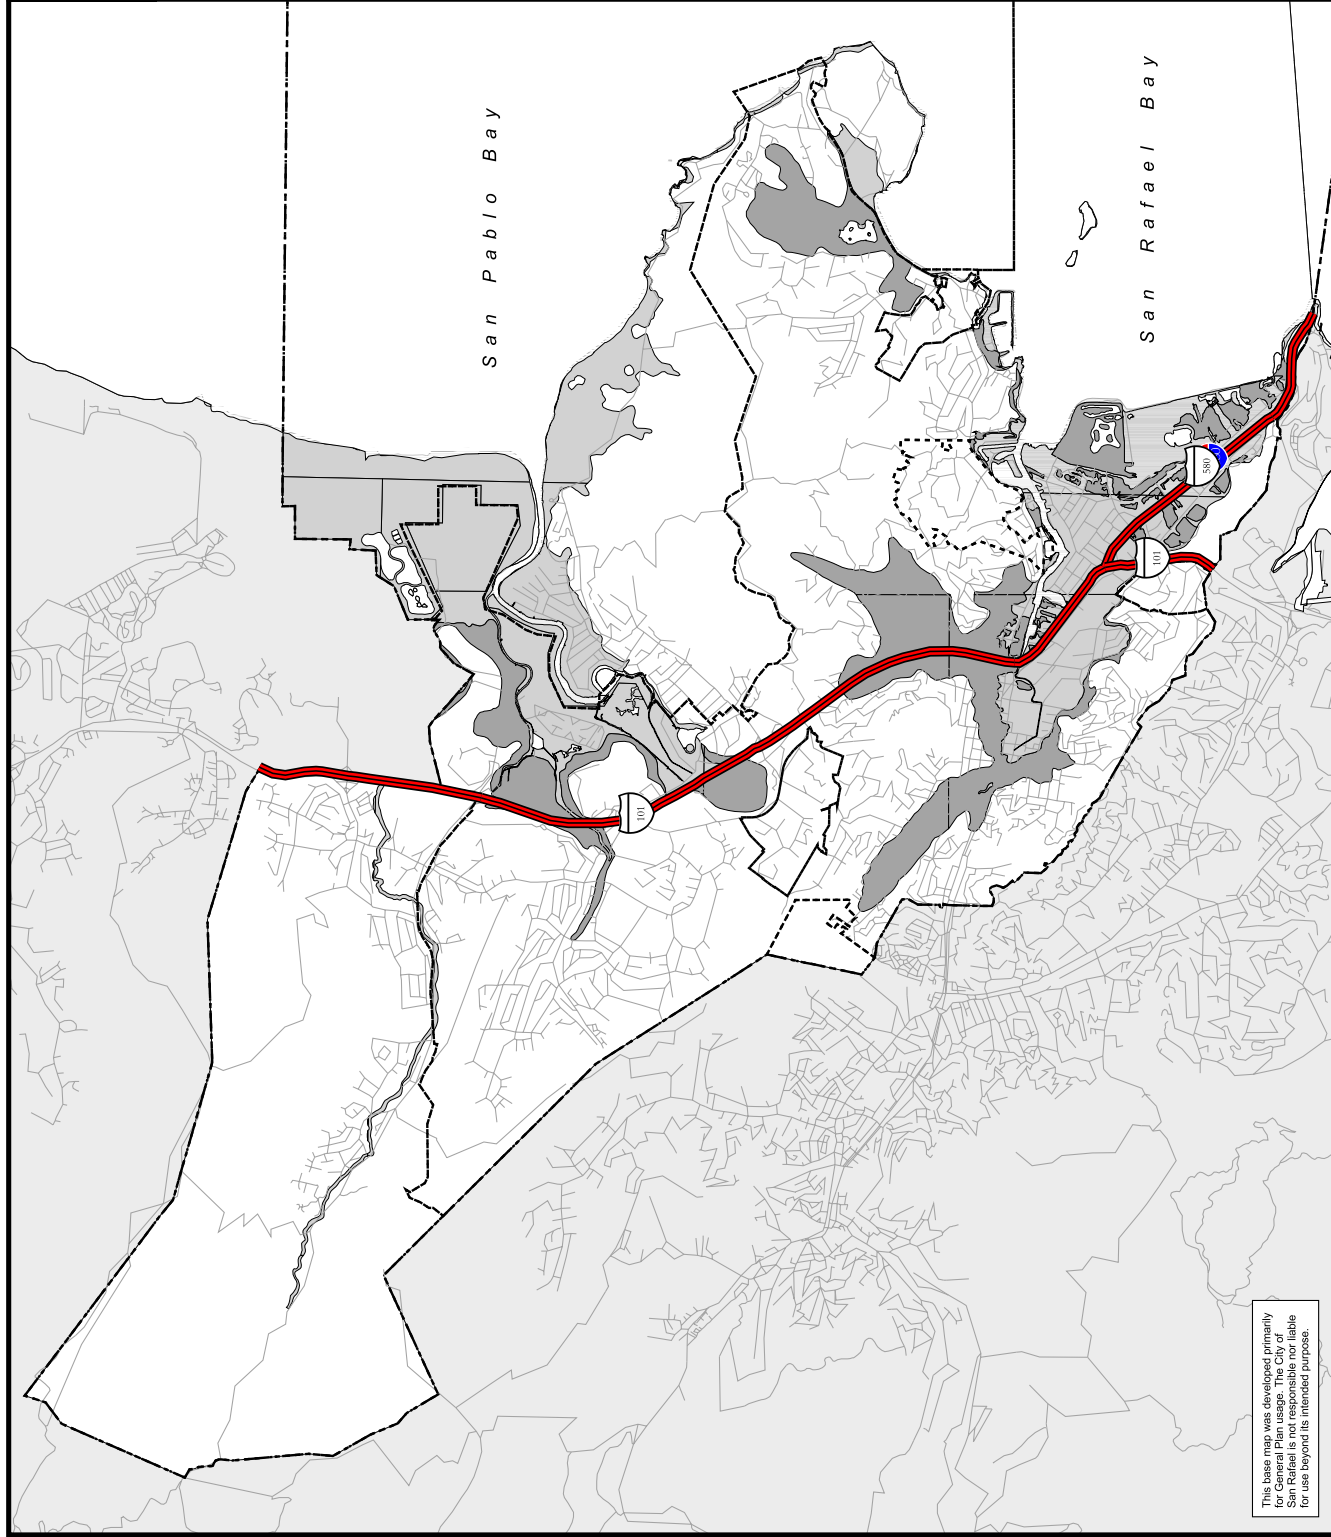 San Pablo Bay
San Rafael Bay
580
101
101
This base map was developed primarily
for General Plan usage. The City of
San Rafael is not responsible nor liable
for use beyond its intended purpose.